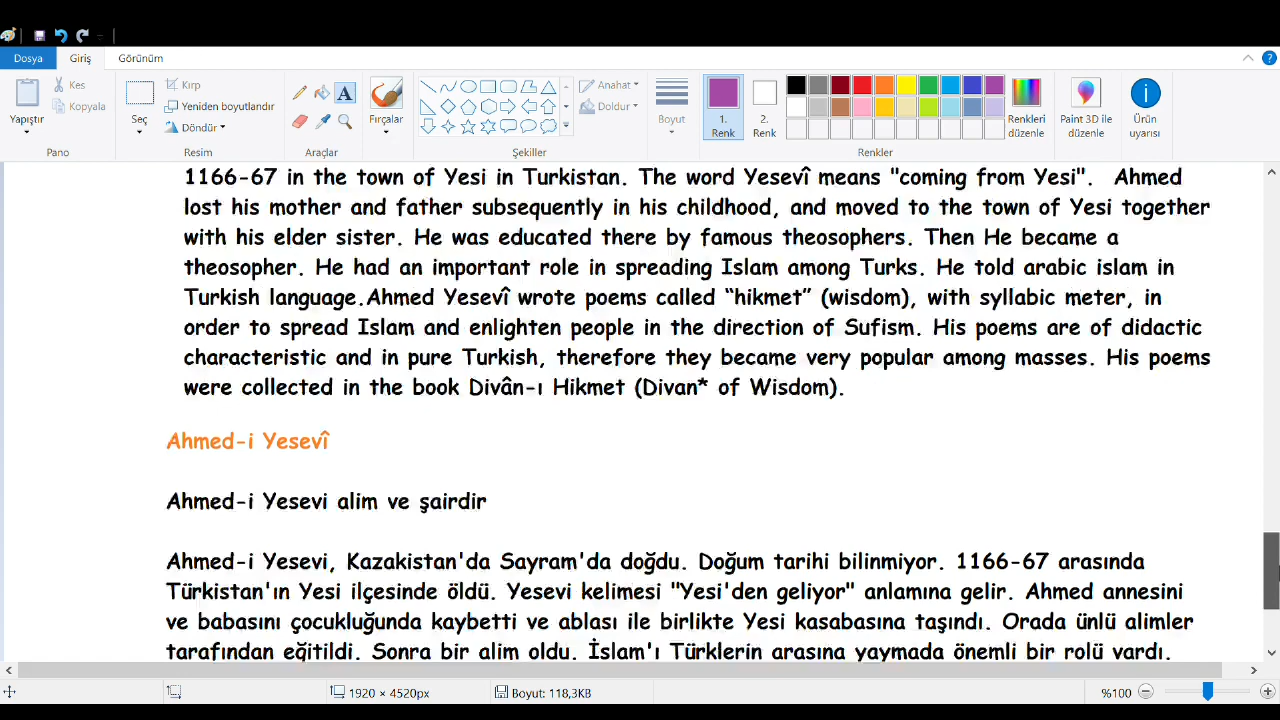 Dosya Giriş Görünüm
Kes
Kopyala
Yapıştır
Pano
Seç
Kırp
Yeniden boyutlandır
Döndür
Resim
Araçlar
Fırçalar
Şekiller
Anahat
Doldur
Boyut
1. Renk
2. Renk
Renkler
Renkleri düzenle
Paint 3D ile düzenle
Ürün uyarısı
1166-67 in the town of Yesi in Turkistan. The word Yesevî means "coming from Yesi". Ahmed
lost his mother and father subsequently in his childhood, and moved to the town of Yesi together
with his elder sister. He was educated there by famous theosophers. Then He became a
theosopher. He had an important role in spreading Islam among Turks. He told arabic islam in
Turkish language.Ahmed Yesevî wrote poems called “hikmet” (wisdom), with syllabic meter, in
order to spread Islam and enlighten people in the direction of Sufism. His poems are of didactic
characteristic and in pure Turkish, therefore they became very popular among masses. His poems
were collected in the book Divân-ı Hikmet (Divan* of Wisdom).
Ahmed-i Yesevî
Ahmed-i Yesevi alim ve şairdir
Ahmed-i Yesevi, Kazakistan'da Sayram'da doğdu. Doğum tarihi bilinmiyor. 1166-67 arasında
Türkistan'ın Yesi ilçesinde öldü. Yesevi kelimesi "Yesi'den geliyor" anlamına gelir. Ahmed annesini
ve babasını çocukluğunda kaybetti ve ablası ile birlikte Yesi kasabasına taşındı. Orada ünlü alimler
tarafından eğitildi. Sonra bir alim oldu. İslam'ı Türklerin arasına yaymada önemli bir rolü vardı.
1920 × 4520px
Boyut: 118,3KB
%100